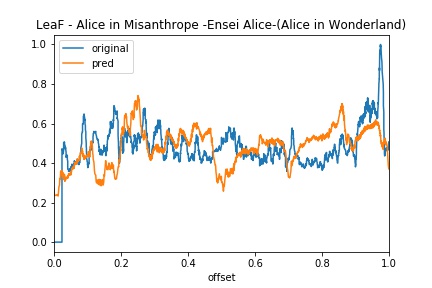 LeaF - Alice in Misanthrope -Ensei Alice-(Alice in Wonderland)
original
pred
1.0
0.8
0.6
0.4
0.2
0.0
0.0 0.2 0.4 0.6 0.8 1.0
offset